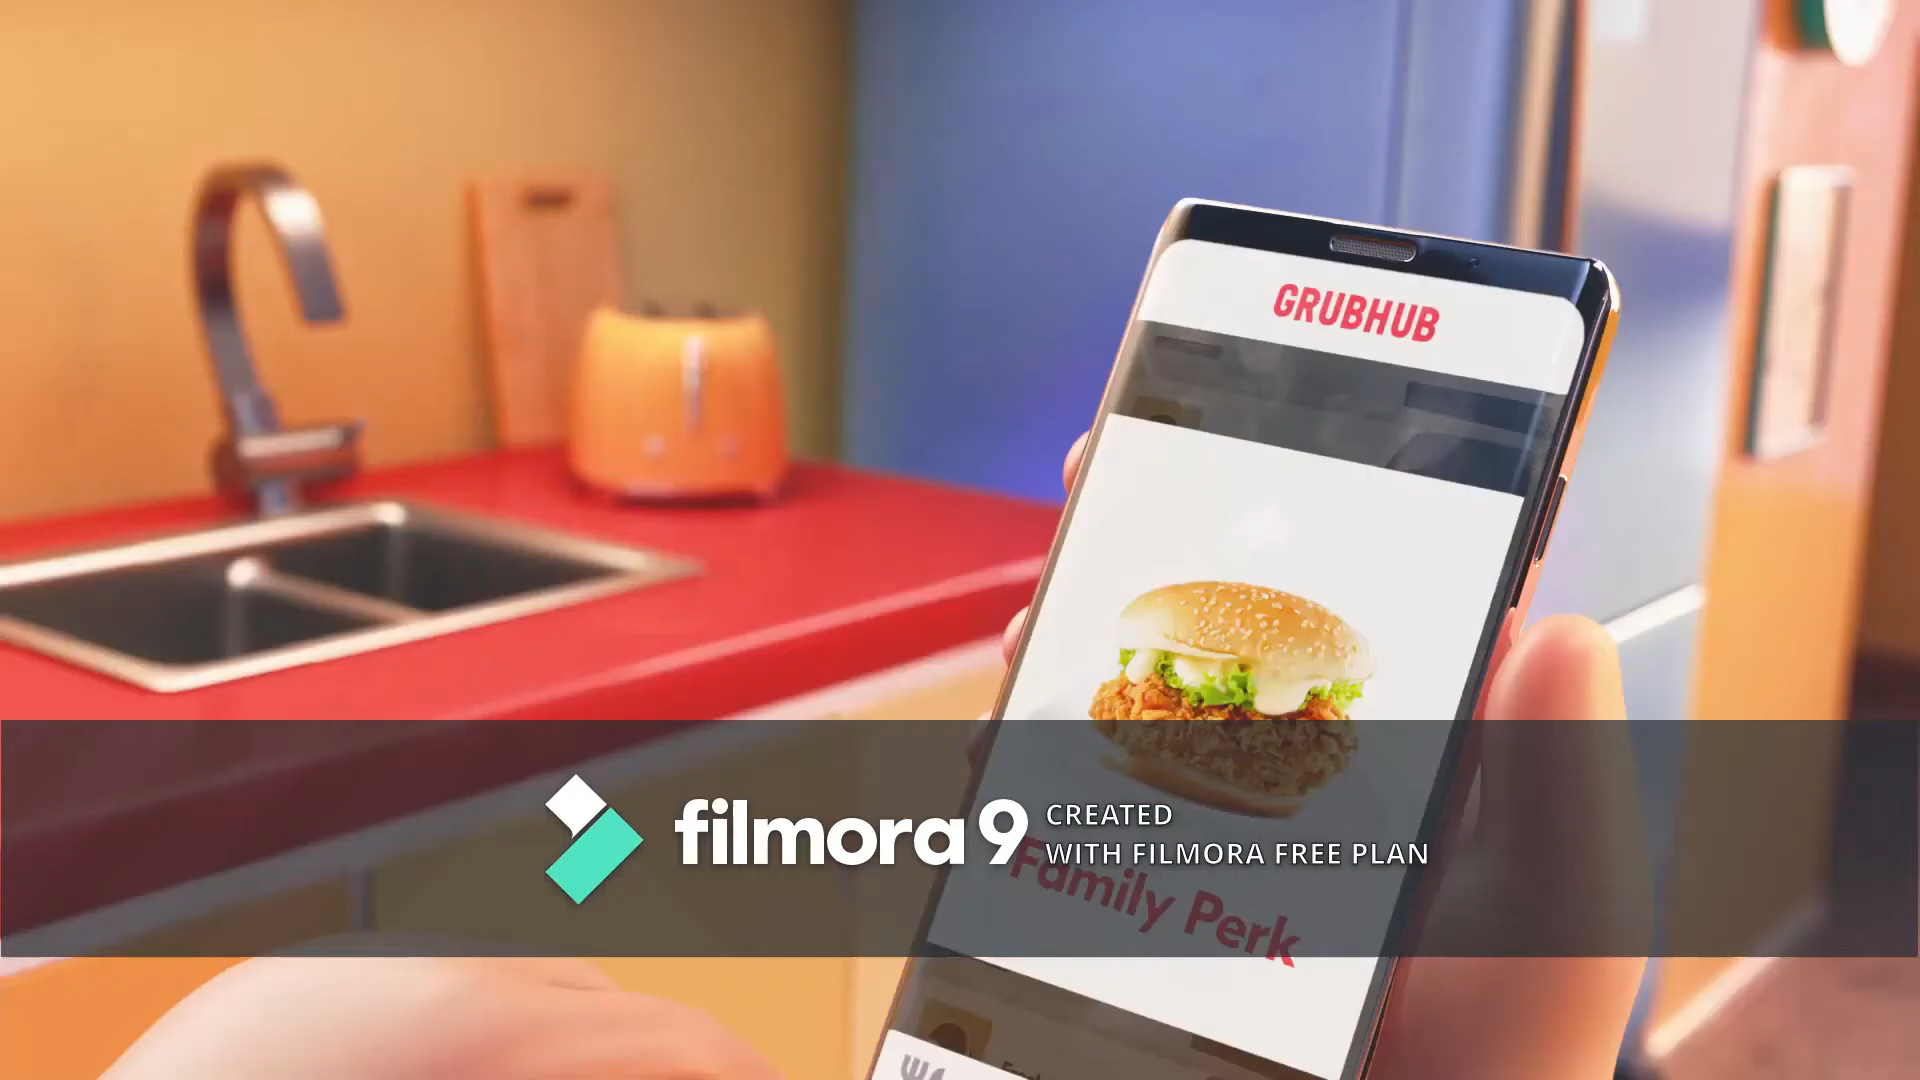 GRUBHUB
filmora9
CREATED
WITH FILMORA FREE PLAN
Family Perk